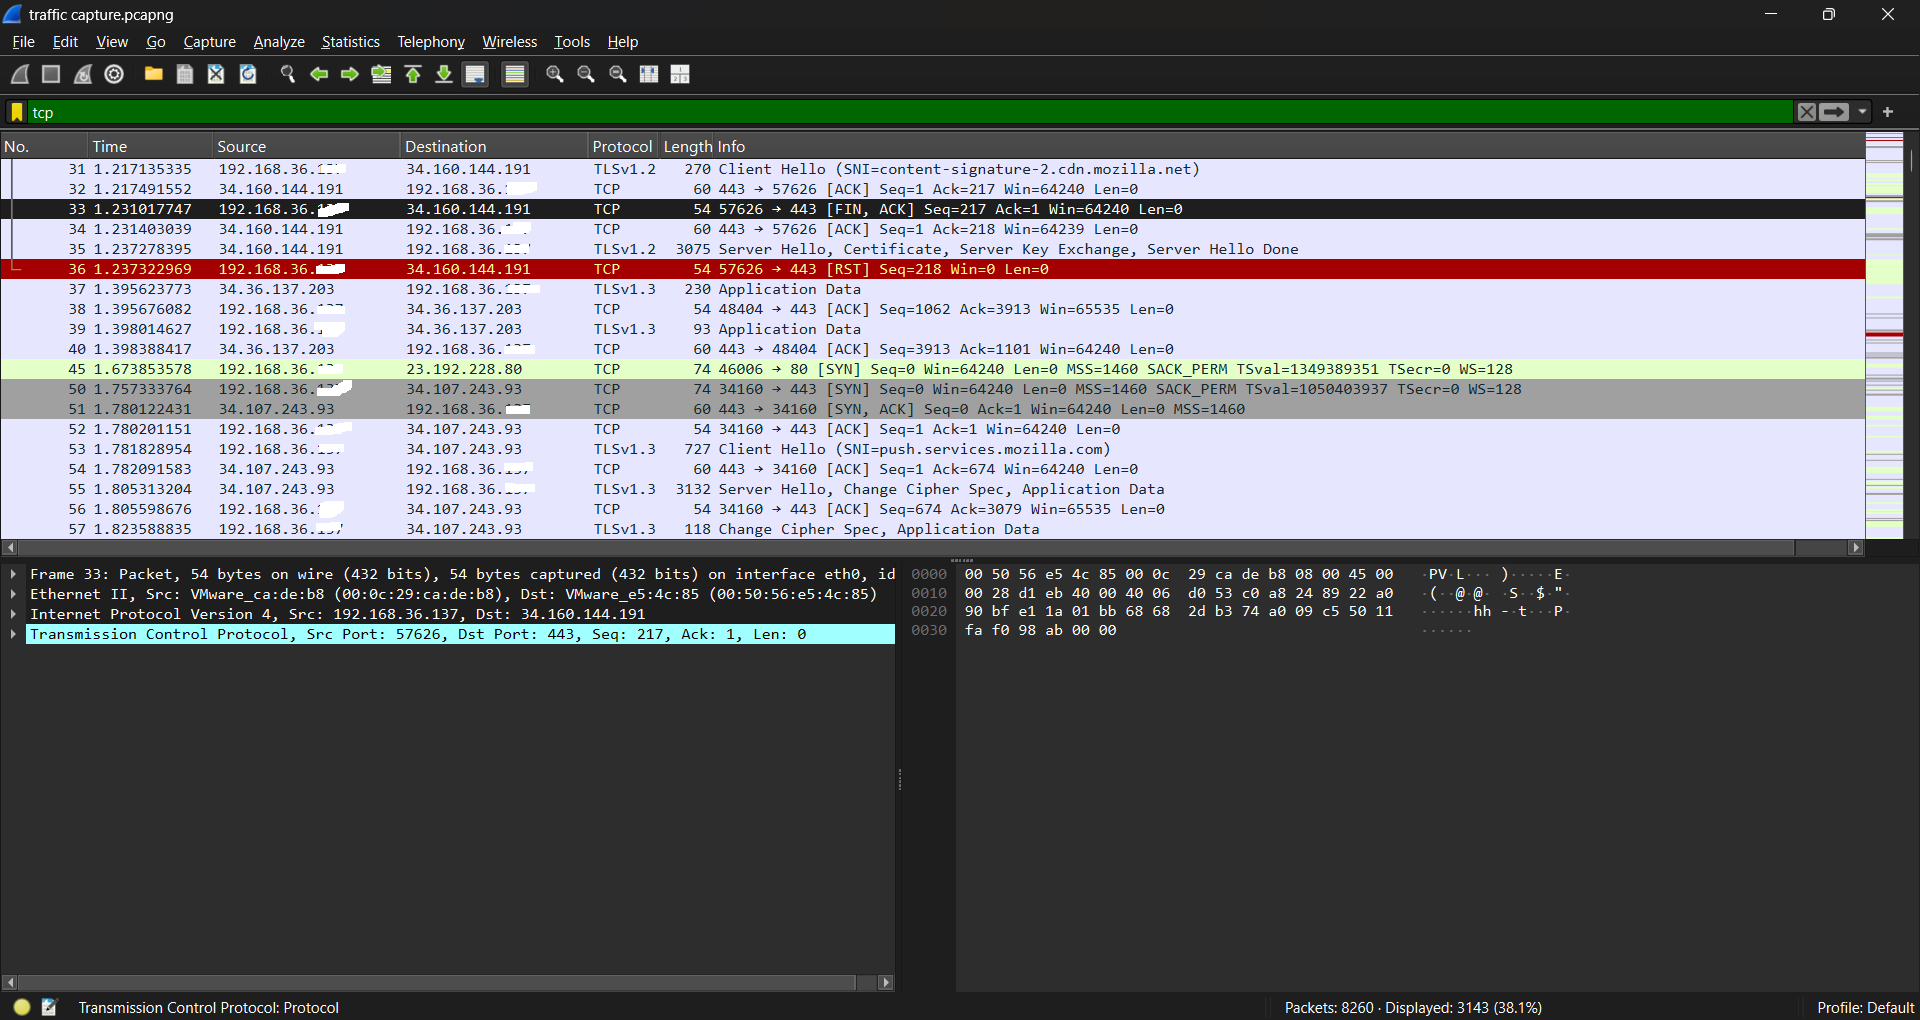 traffic capture.pcapng
File Edit View Go Capture Analyze Statistics Telephony Wireless Tools Help
tcp
No. Time Source Destination Protocol Length Info
31 1.217135335 192.168.36. 34.160.144.191 TLSv1.2 270 Client Hello (SNI=content-signature-2.cdn.mozilla.net)
32 1.217491552 34.160.144.191 192.168.36. TCP 60 443 → 57626 [ACK] Seq=1 Ack=217 Win=64240 Len=0
33 1.231017747 192.168.36. 34.160.144.191 TCP 54 57626 → 443 [FIN, ACK] Seq=217 Ack=1 Win=64240 Len=0
34 1.231403039 34.160.144.191 192.168.36. TCP 60 443 → 57626 [ACK] Seq=1 Ack=218 Win=64239 Len=0
35 1.237278395 34.160.144.191 192.168.36. TLSv1.2 3075 Server Hello, Certificate, Server Key Exchange, Server Hello Done
36 1.237322969 192.168.36. 34.160.144.191 TCP 54 57626 → 443 [RST] Seq=218 Win=0 Len=0
37 1.395623773 34.36.137.203 192.168.36. TLSv1.3 230 Application Data
38 1.395676082 192.168.36. 34.36.137.203 TCP 54 48404 → 443 [ACK] Seq=1062 Ack=3913 Win=65535 Len=0
39 1.398014627 192.168.36. 34.36.137.203 TLSv1.3 93 Application Data
40 1.398388417 34.36.137.203 192.168.36. TCP 60 443 → 48404 [ACK] Seq=3913 Ack=1101 Win=64240 Len=0
45 1.673853578 192.168.36. 23.192.228.80 TCP 74 46006 → 80 [SYN] Seq=0 Win=64240 Len=0 MSS=1460 SACK_PERM TSval=1349389351 TSecr=0 WS=128
50 1.757333764 192.168.36. 34.107.243.93 TCP 74 34160 → 443 [SYN] Seq=0 Win=64240 Len=0 MSS=1460 SACK_PERM TSval=1050403937 TSecr=0 WS=128
51 1.780122431 34.107.243.93 192.168.36. TCP 60 443 → 34160 [SYN, ACK] Seq=0 Ack=1 Win=64240 Len=0 MSS=1460
52 1.780201151 192.168.36. 34.107.243.93 TCP 54 34160 → 443 [ACK] Seq=1 Ack=1 Win=64240 Len=0
53 1.781828954 192.168.36. 34.107.243.93 TLSv1.3 727 Client Hello (SNI=push.services.mozilla.com)
54 1.782091583 34.107.243.93 192.168.36. TCP 60 443 → 34160 [ACK] Seq=1 Ack=674 Win=64240 Len=0
55 1.805313204 34.107.243.93 192.168.36. TLSv1.3 3132 Server Hello, Change Cipher Spec, Application Data
56 1.805598676 192.168.36. 34.107.243.93 TCP 54 34160 → 443 [ACK] Seq=674 Ack=3079 Win=65535 Len=0
57 1.823588835 192.168.36. 34.107.243.93 TLSv1.3 118 Change Cipher Spec, Application Data
Frame 33: Packet, 54 bytes on wire (432 bits), 54 bytes captured (432 bits) on interface eth0, id
Ethernet II, Src: VMware_ca:de:b8 (00:0c:29:ca:de:b8), Dst: VMware_e5:4c:85 (00:50:56:e5:4c:85)
Internet Protocol Version 4, Src: 192.168.36.137, Dst: 34.160.144.191
Transmission Control Protocol, Src Port: 57626, Dst Port: 443, Seq: 217, Ack: 1, Len: 0
0000 00 50 56 e5 4c 85 00 0c 29 ca de b8 08 00 45 00 ·PV·L··· )·····E·
0010 00 28 d1 eb 40 00 40 06 d0 53 c0 a8 24 89 22 a0 ·(··@·@· ·S··$·"·
0020 90 bf e1 1a 01 bb 68 68 2d b3 74 a0 09 c5 50 11 ······hh -·t···P·
0030 fa f0 98 ab 00 00 ······
Transmission Control Protocol: Protocol
Packets: 8260 · Displayed: 3143 (38.1%)
Profile: Default